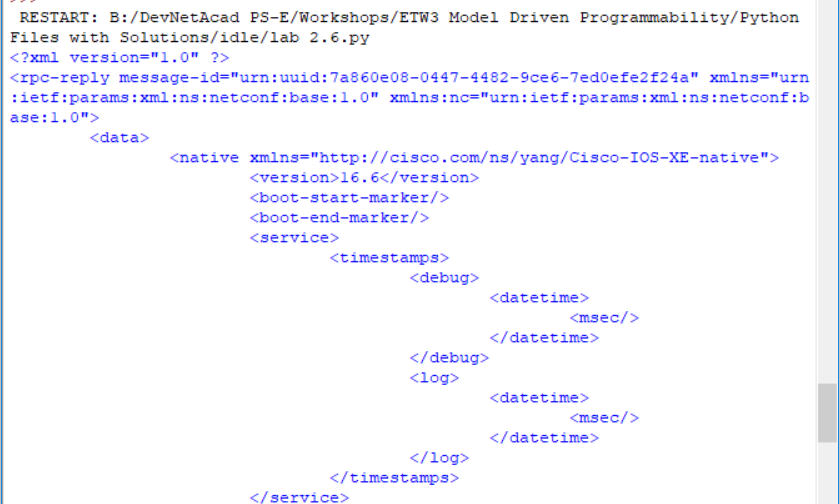 RESTART: B:/DevNetAcad PS-E/Workshops/ETW3 Model Driven Programmability/Python
Files with Solutions/idle/lab 2.6.py
<?xml version="1.0" ?>
<rpc-reply message-id="urn:uuid:7a860e08-0447-4482-9ce6-7ed0efe2f24a" xmlns="urn
:ietf:params:xml:ns:netconf:base:1.0" xmlns:nc="urn:ietf:params:xml:ns:netconf:b
ase:1.0">
<data>
<native xmlns="http://cisco.com/ns/yang/Cisco-IOS-XE-native">
<version>16.6</version>
<boot-start-marker/>
<boot-end-marker/>
<service>
<timestamps>
<debug>
<datetime>
<msec/>
</datetime>
</debug>
<log>
<datetime>
<msec/>
</datetime>
</log>
</timestamps>
</service>